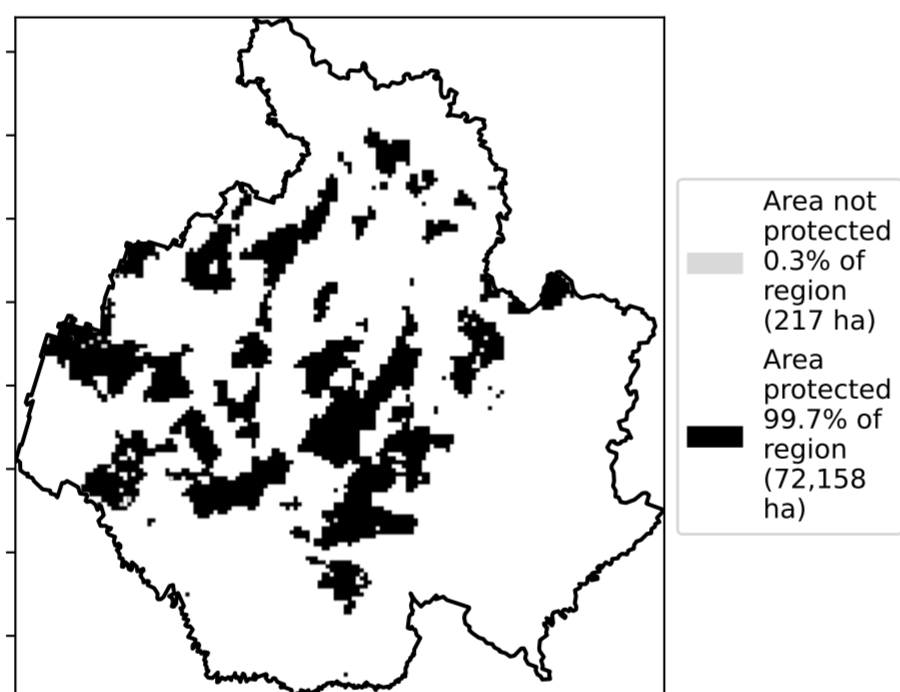 Area not
protected
0.3% of
region
(217 ha)
Area
protected
99.7% of
region
(72,158
ha)